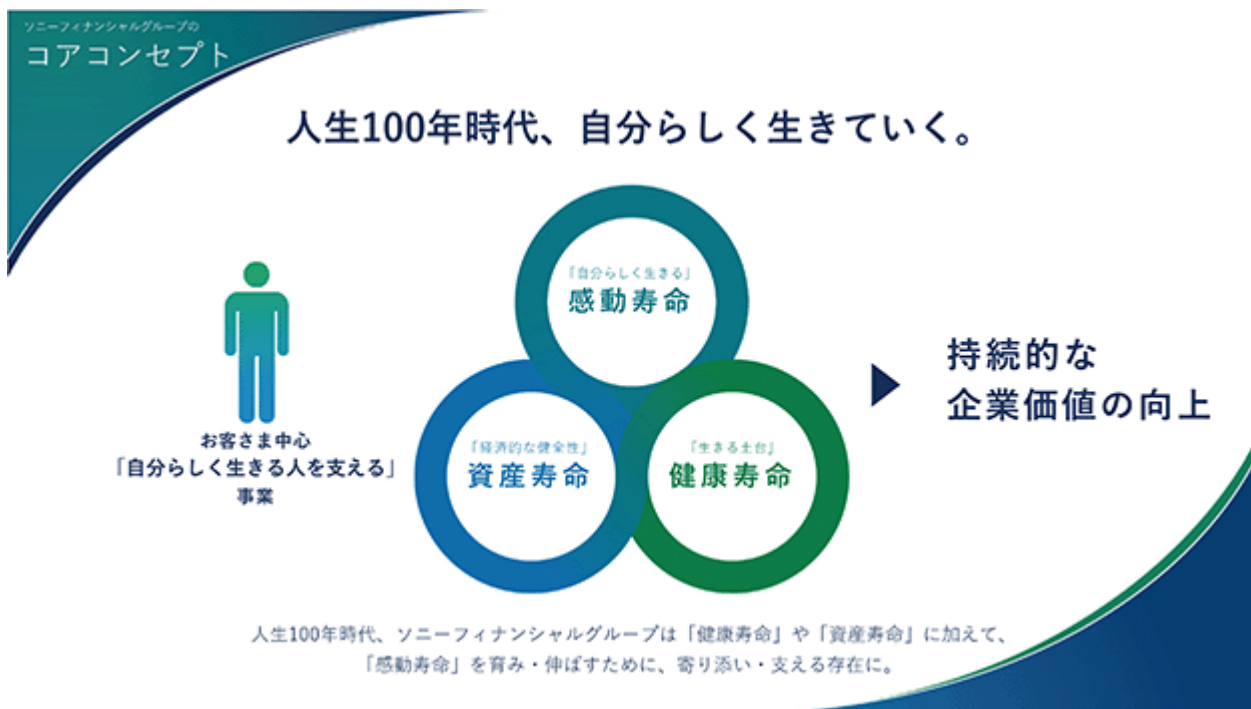 ソニーフィナンシャルグループの
コアコンセプト
人生100年時代、自分らしく生きていく。
「自分らしく生きる」
感動寿命
お客さま中心
「自分らしく生きる人を支える」
事業
「経済的な健全性」
資産寿命
「生きる土台」
健康寿命
持続的な
企業価値の向上
人生100年時代、ソニーフィナンシャルグループは「健康寿命」や「資産寿命」に加えて、
「感動寿命」を育み・伸ばすために、寄り添い・支える存在に。